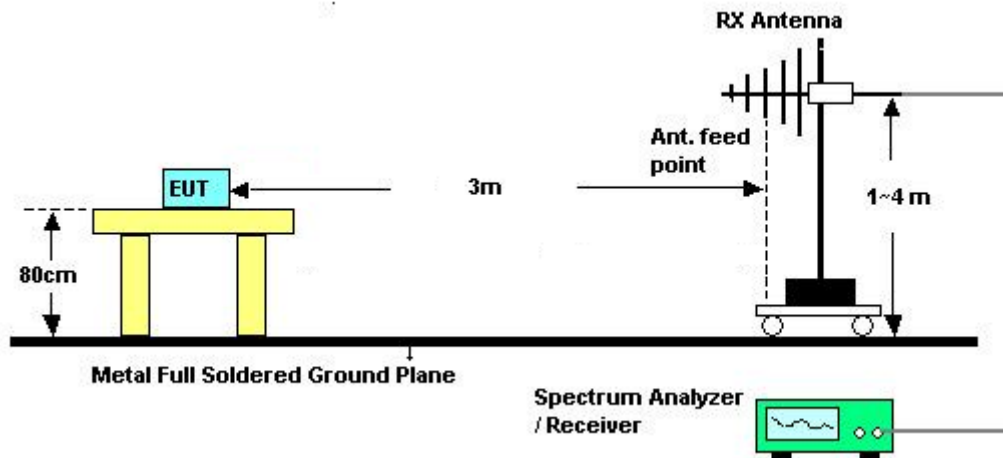 RX Antenna
Ant. feed
point
EUT
3m
1~4 m
80cm
Metal Full Soldered Ground Plane
Spectrum Analyzer
/ Receiver